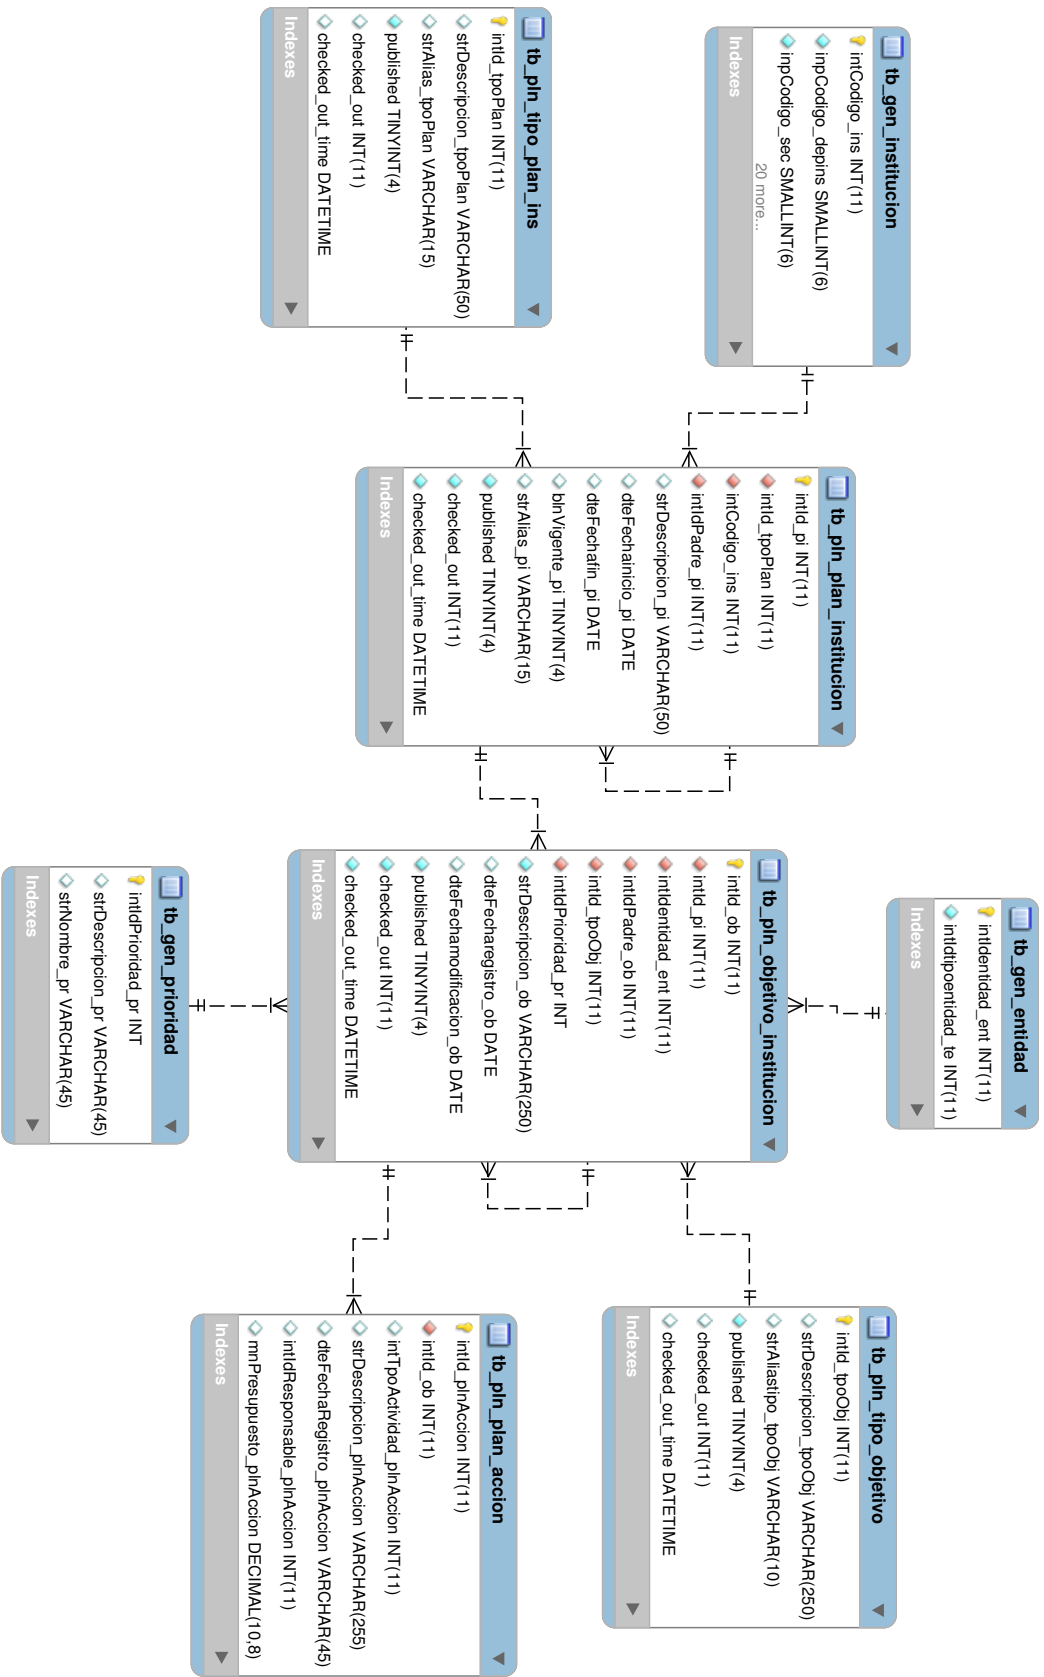 tb_gen_institucion
intCodigo_ins INT(11)
inpCodigo_depins SMALLINT(6)
inpCodigo_sec SMALLINT(6)
20 more...
Indexes
tb_pln_tipo_plan_ins
intId_tpoPlan INT(11)
strDescripcion_tpoPlan VARCHAR(50)
strAlias_tpoPlan VARCHAR(15)
published TINYINT(4)
checked_out INT(11)
checked_out_time DATETIME
Indexes
tb_pln_plan_institucion
intId_pi INT(11)
intId_tpoPlan INT(11)
intCodigo_ins INT(11)
intIdPadre_pi INT(11)
strDescripcion_pi VARCHAR(50)
dteFechainicio_pi DATE
dteFechafin_pi DATE
blnVigente_pi TINYINT(4)
strAlias_pi VARCHAR(15)
published TINYINT(4)
checked_out INT(11)
checked_out_time DATETIME
Indexes
tb_gen_entidad
intIdentidad_ent INT(11)
intIdtipoentidad_te INT(11)
Indexes
tb_pln_objetivo_institucion
intId_ob INT(11)
intId_pi INT(11)
intIdentidad_ent INT(11)
intIdPadre_ob INT(11)
intId_tpoObj INT(11)
intIdPrioridad_pr INT
strDescripcion_ob VARCHAR(250)
dteFecharegistro_ob DATE
dteFechamodificacion_ob DATE
published TINYINT(4)
checked_out INT(11)
checked_out_time DATETIME
Indexes
tb_gen_prioridad
intIdPrioridad_pr INT
strDescripcion_pr VARCHAR(45)
strNombre_pr VARCHAR(45)
Indexes
tb_pln_tipo_objetivo
intId_tpoObj INT(11)
strDescripcion_tpoObj VARCHAR(250)
strAliastipo_tpoObj VARCHAR(10)
published TINYINT(4)
checked_out INT(11)
checked_out_time DATETIME
Indexes
tb_pln_plan_accion
intId_plnAccion INT(11)
intId_ob INT(11)
intTpoActividad_plnAccion INT(11)
strDescripcion_plnAccion VARCHAR(255)
dteFechaRegistro_plnAccion VARCHAR(45)
intIdResponsable_plnAccion INT(11)
mnPresupuesto_plnAccion DECIMAL(10,8)
Indexes